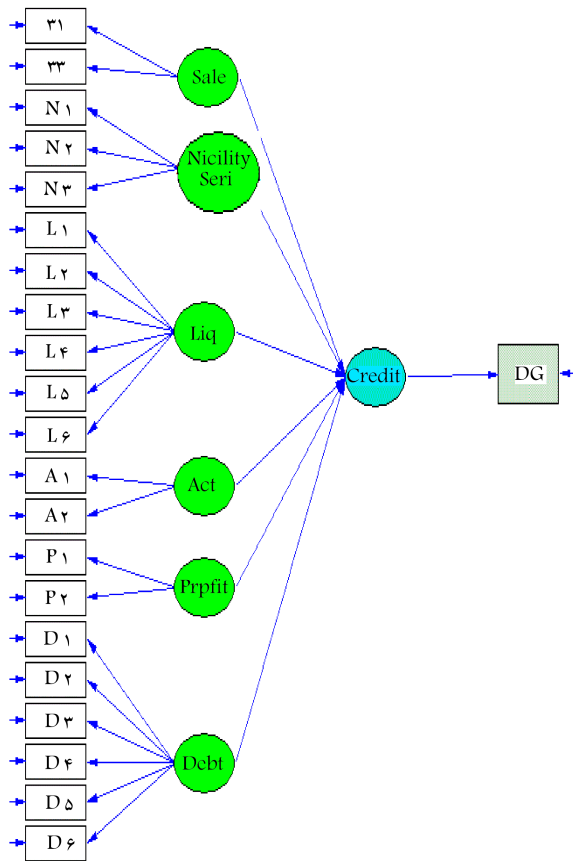 ۳۱
۳۳
N ۱
N ۲
N ۳
L ۱
L ۲
L ۳
L ۴
L ۵
L ۶
A ۱
A ۲
P ۱
P ۲
D ۱
D ۲
D ۳
D ۴
D ۵
D ۶
Sale
Nicility
Seri
Liq
Act
Prpfit
Debt
Credit
DG